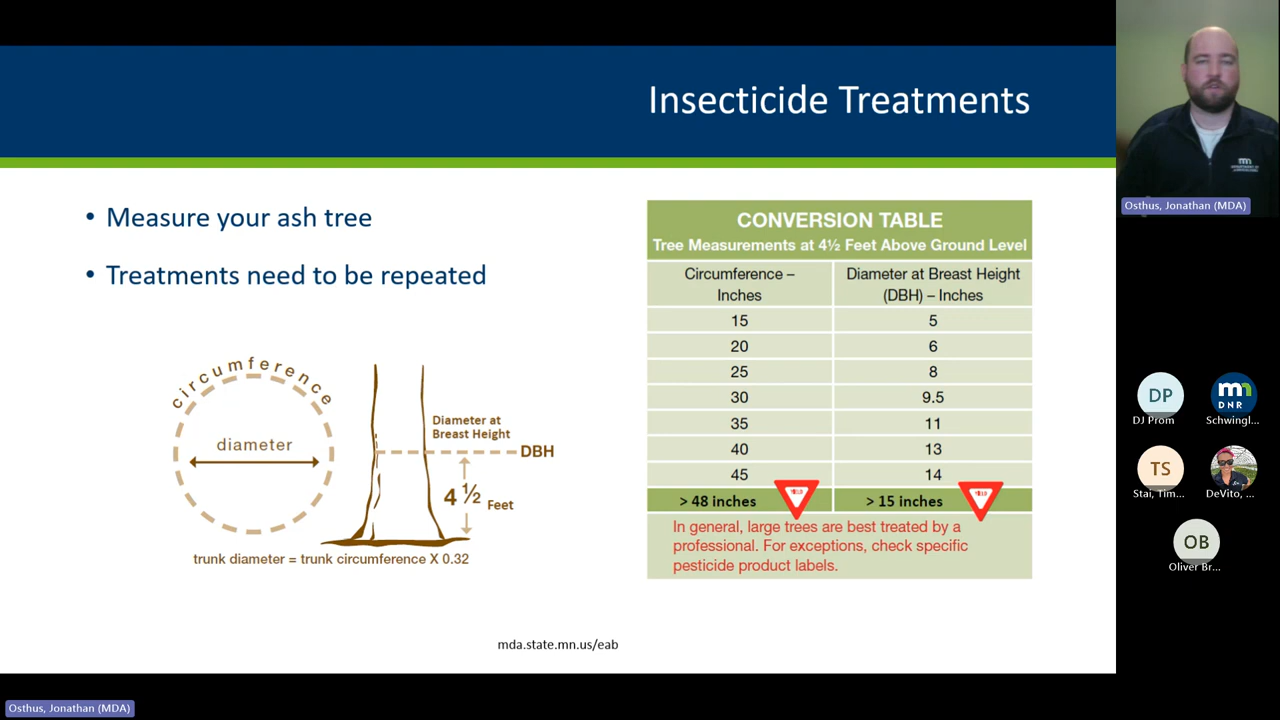 Insecticide Treatments
• Measure your ash tree
• Treatments need to be repeated
circumference
diameter
Diameter at
Breast Height
DBH
4 ½
Feet
trunk diameter = trunk circumference X 0.32
CONVERSION TABLE
Tree Measurements at 4½ Feet Above Ground Level
Circumference –
Inches
Diameter at Breast Height
(DBH) – Inches
15 5
20 6
25 8
30 9.5
35 11
40 13
45 14
> 48 inches YIELD > 15 inches YIELD
In general, large trees are best treated by a
professional. For exceptions, check specific
pesticide product labels.
mda.state.mn.us/eab
Osthus, Jonathan (MDA)
DP
DJ Prom
mn
DNR
Schwingl...
TS
Stai, Tim...
DeVito, ...
OB
Oliver Br...
Osthus, Jonathan (MDA)